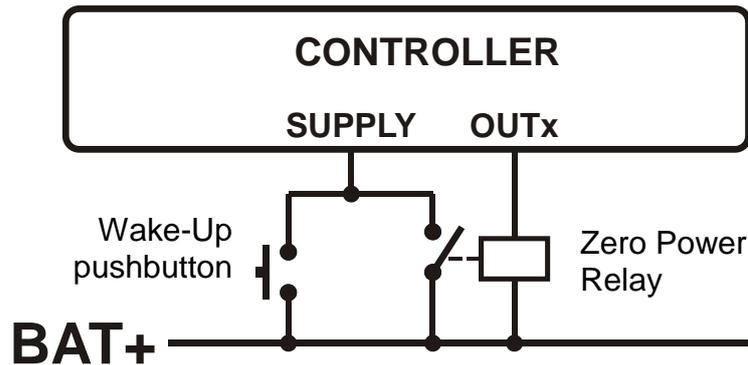 CONTROLLER
SUPPLY OUTx
Wake-Up
pushbutton
Zero Power
Relay
BAT+